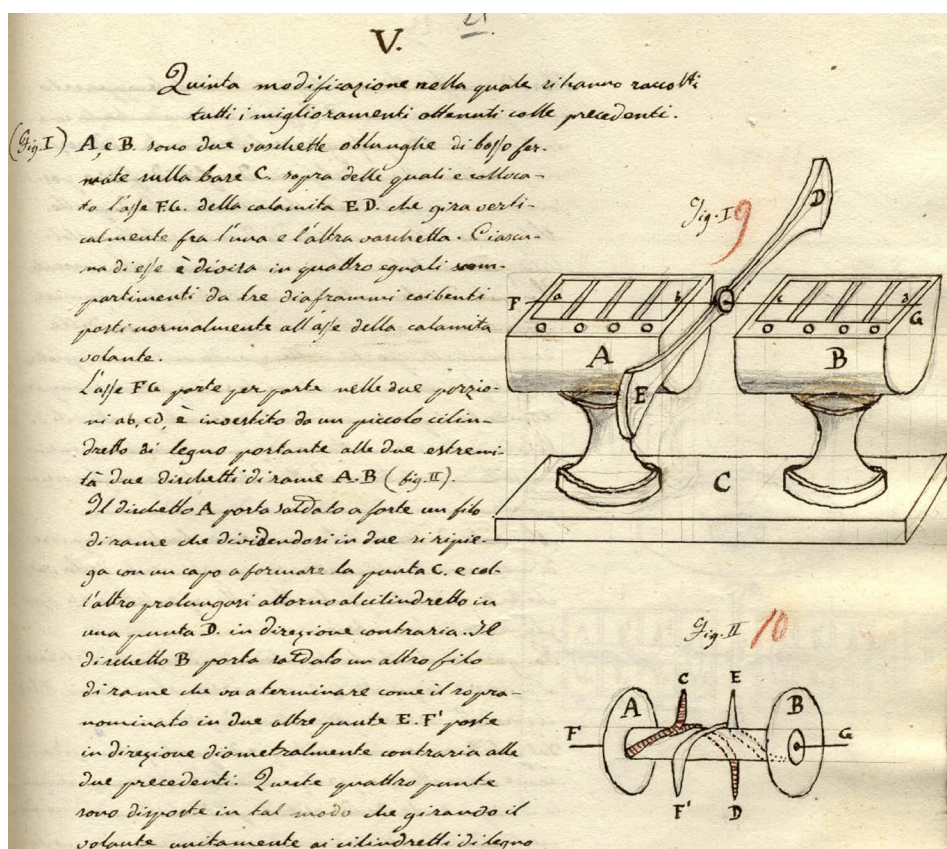 21
V.
Quinta modificazione nella quale si hanno raccolti
tutti i miglioramenti ottenuti colle precedenti.
(Fig. I) A, e B. sono due vaschette oblunghe di bosso fer-
mate sulla base C. sopra delle quali e colloca-
to l'asse F.G. della calamita E.D. che gira verti-
calmente fra l'una e l'altra vaschetta. Ciascu-
na di esse è divisa in quattro eguali scom-
partimenti da tre diaframmi coibenti
posti normalmente all'asse della calamita
volante.
L'asse FG parte per parte nelle due porzio-
ni ab, cd, è investito da un piccolo cilin-
dretto di legno portante alle due estremi-
tà due dischetti di rame A.B (fig. II).
Il dischetto A porta saldato a forte un filo
di rame che dividendosi in due si ripie-
ga con un capo a formare la punta C. e col-
l'altro prolungasi attorno al cilindretto in
una punta D. in direzione contraria. Il
dischetto B porta saldato un altro filo
di rame che va a terminare come il sopra-
nominato in due altre punte E. F' poste
in direzione diametralmente contraria alle
due precedenti. Queste quattro punte
sono disposte in tal modo che girando il
volante unitamente ai cilindretti di legno
Fig. I 9
D
F a b c d G
A B
E
C
Fig. II 10
C E
A B
F G
F' D